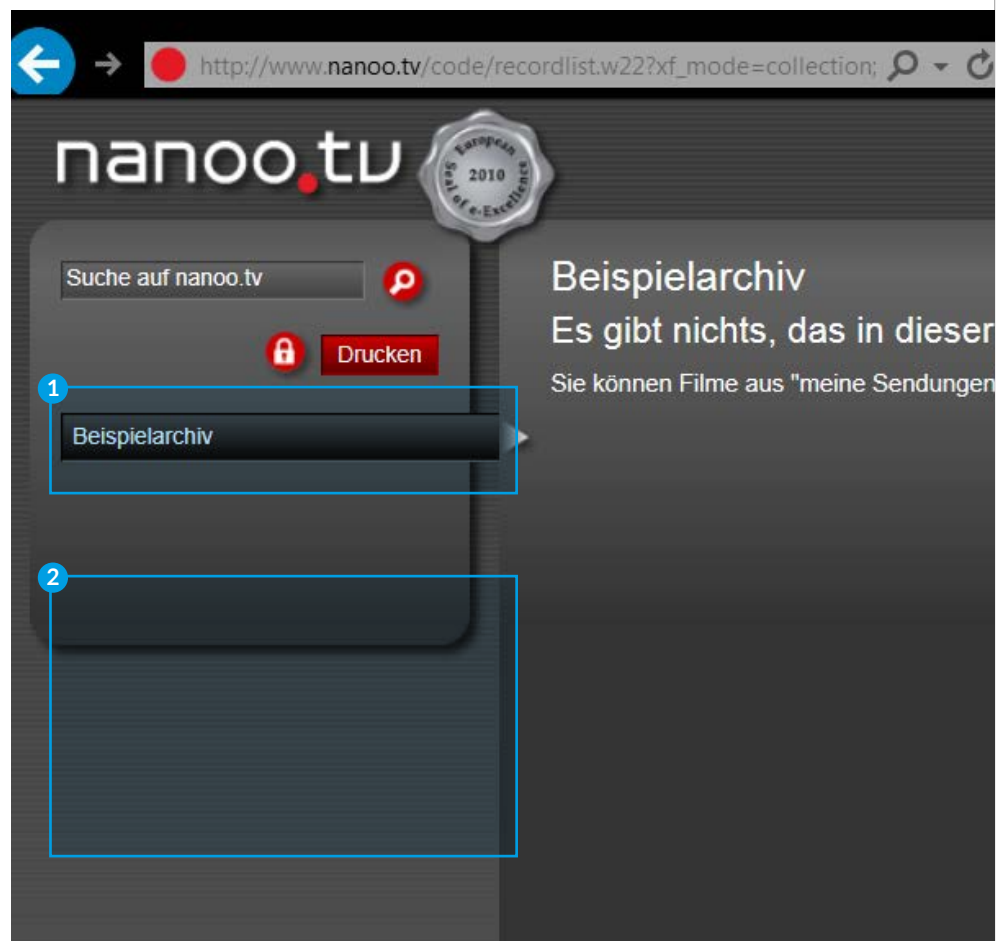 http://www.nanoo.tv/code/recordlist.w22?xf_mode=collection;
nanoo.tv
European
Seal of e-Excellence
2010
Suche auf nanoo.tv
Drucken
1
Beispielarchiv
2
Beispielarchiv
Es gibt nichts, das in dieser
Sie können Filme aus "meine Sendungen